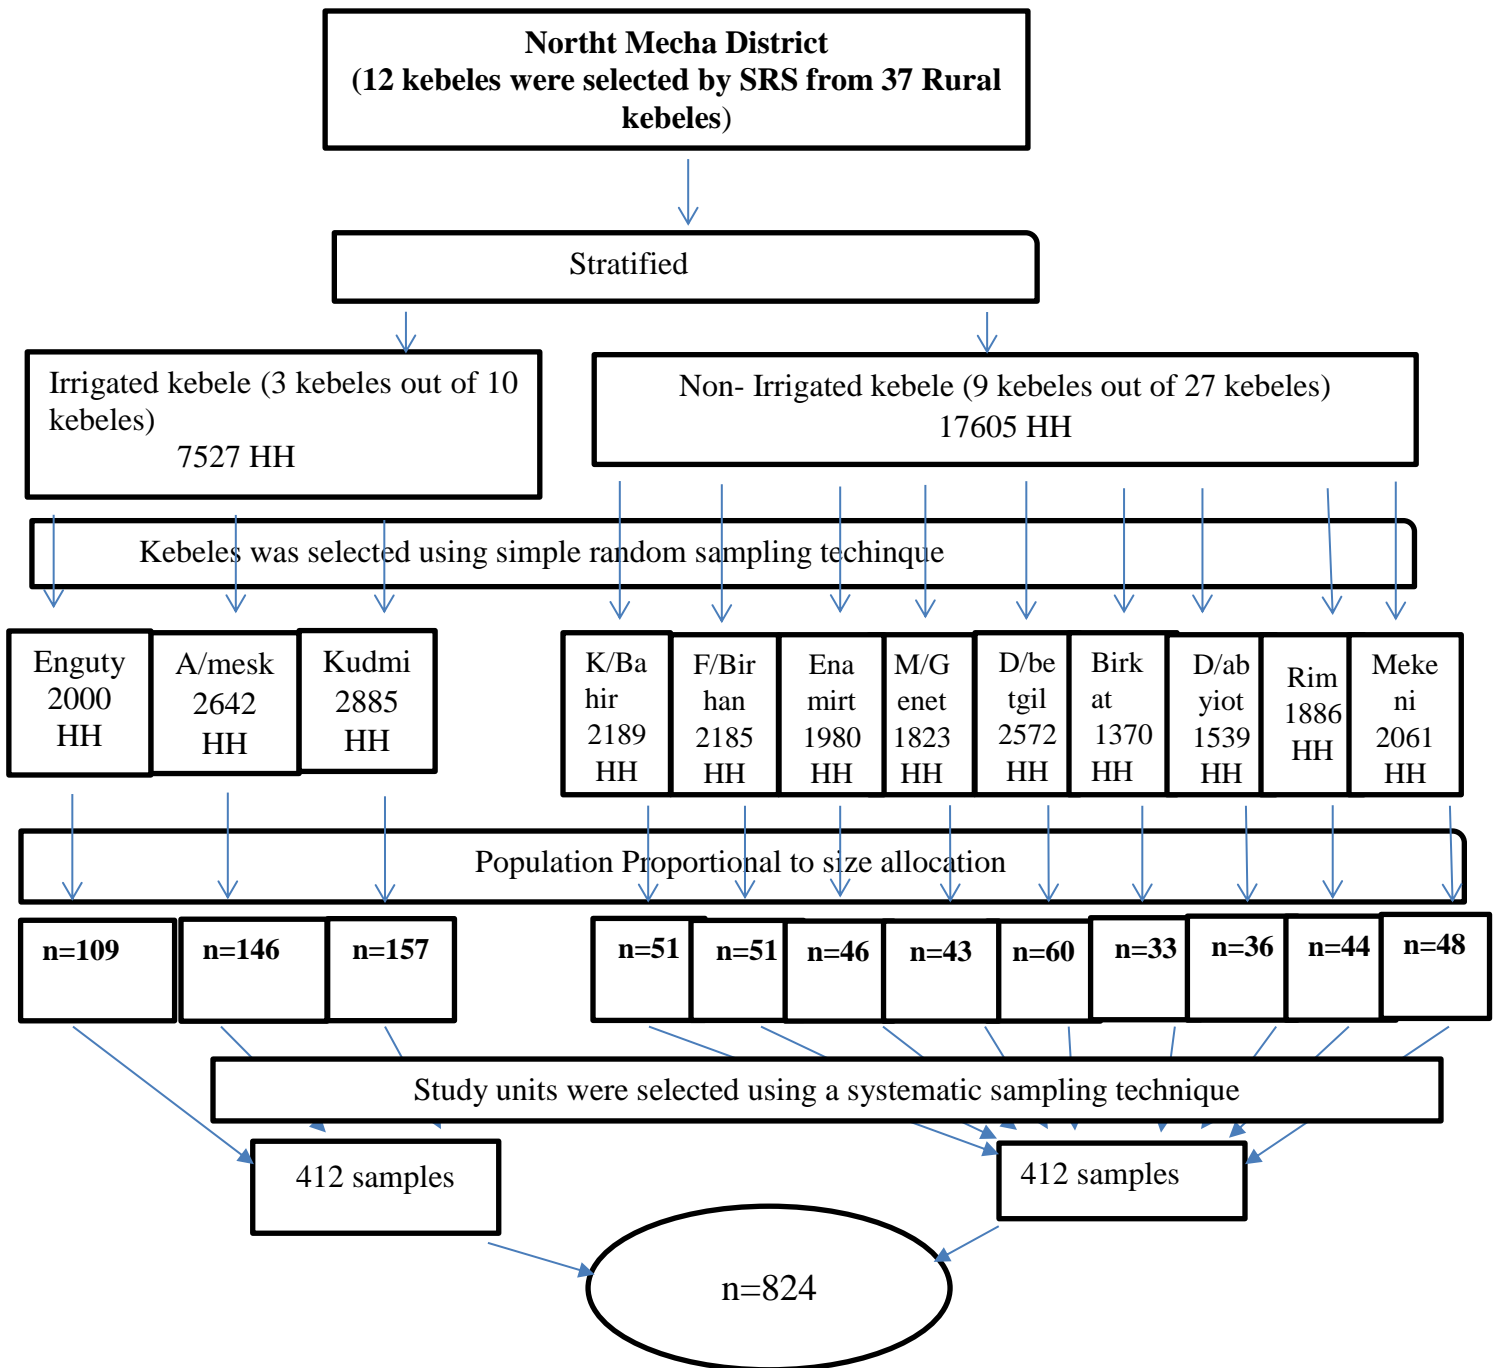 Northt Mecha District
(12 kebeles were selected by SRS from 37 Rural
kebeles)
Stratified
Irrigated kebele (3 kebeles out of 10
kebeles)
7527 HH
Non- Irrigated kebele (9 kebeles out of 27 kebeles)
17605 HH
Kebeles was selected using simple random sampling techinque
Enguty
2000
HH
A/mesk
2642
HH
Kudmi
2885
HH
K/Ba
hir
2189
HH
F/Bir
han
2185
HH
Ena
mirt
1980
HH
M/G
enet
1823
HH
D/be
tgil
2572
HH
Birk
at 1370
HH
D/ab
yiot
1539
HH
Rim
1886
HH
Meke
ni
2061
HH
Population Proportional to size allocation
n=109
n=146
n=157
n=51
n=51
n=46
n=43
n=60
n=33
n=36
n=44
n=48
Study units were selected using a systematic sampling technique
412 samples
412 samples
n=824